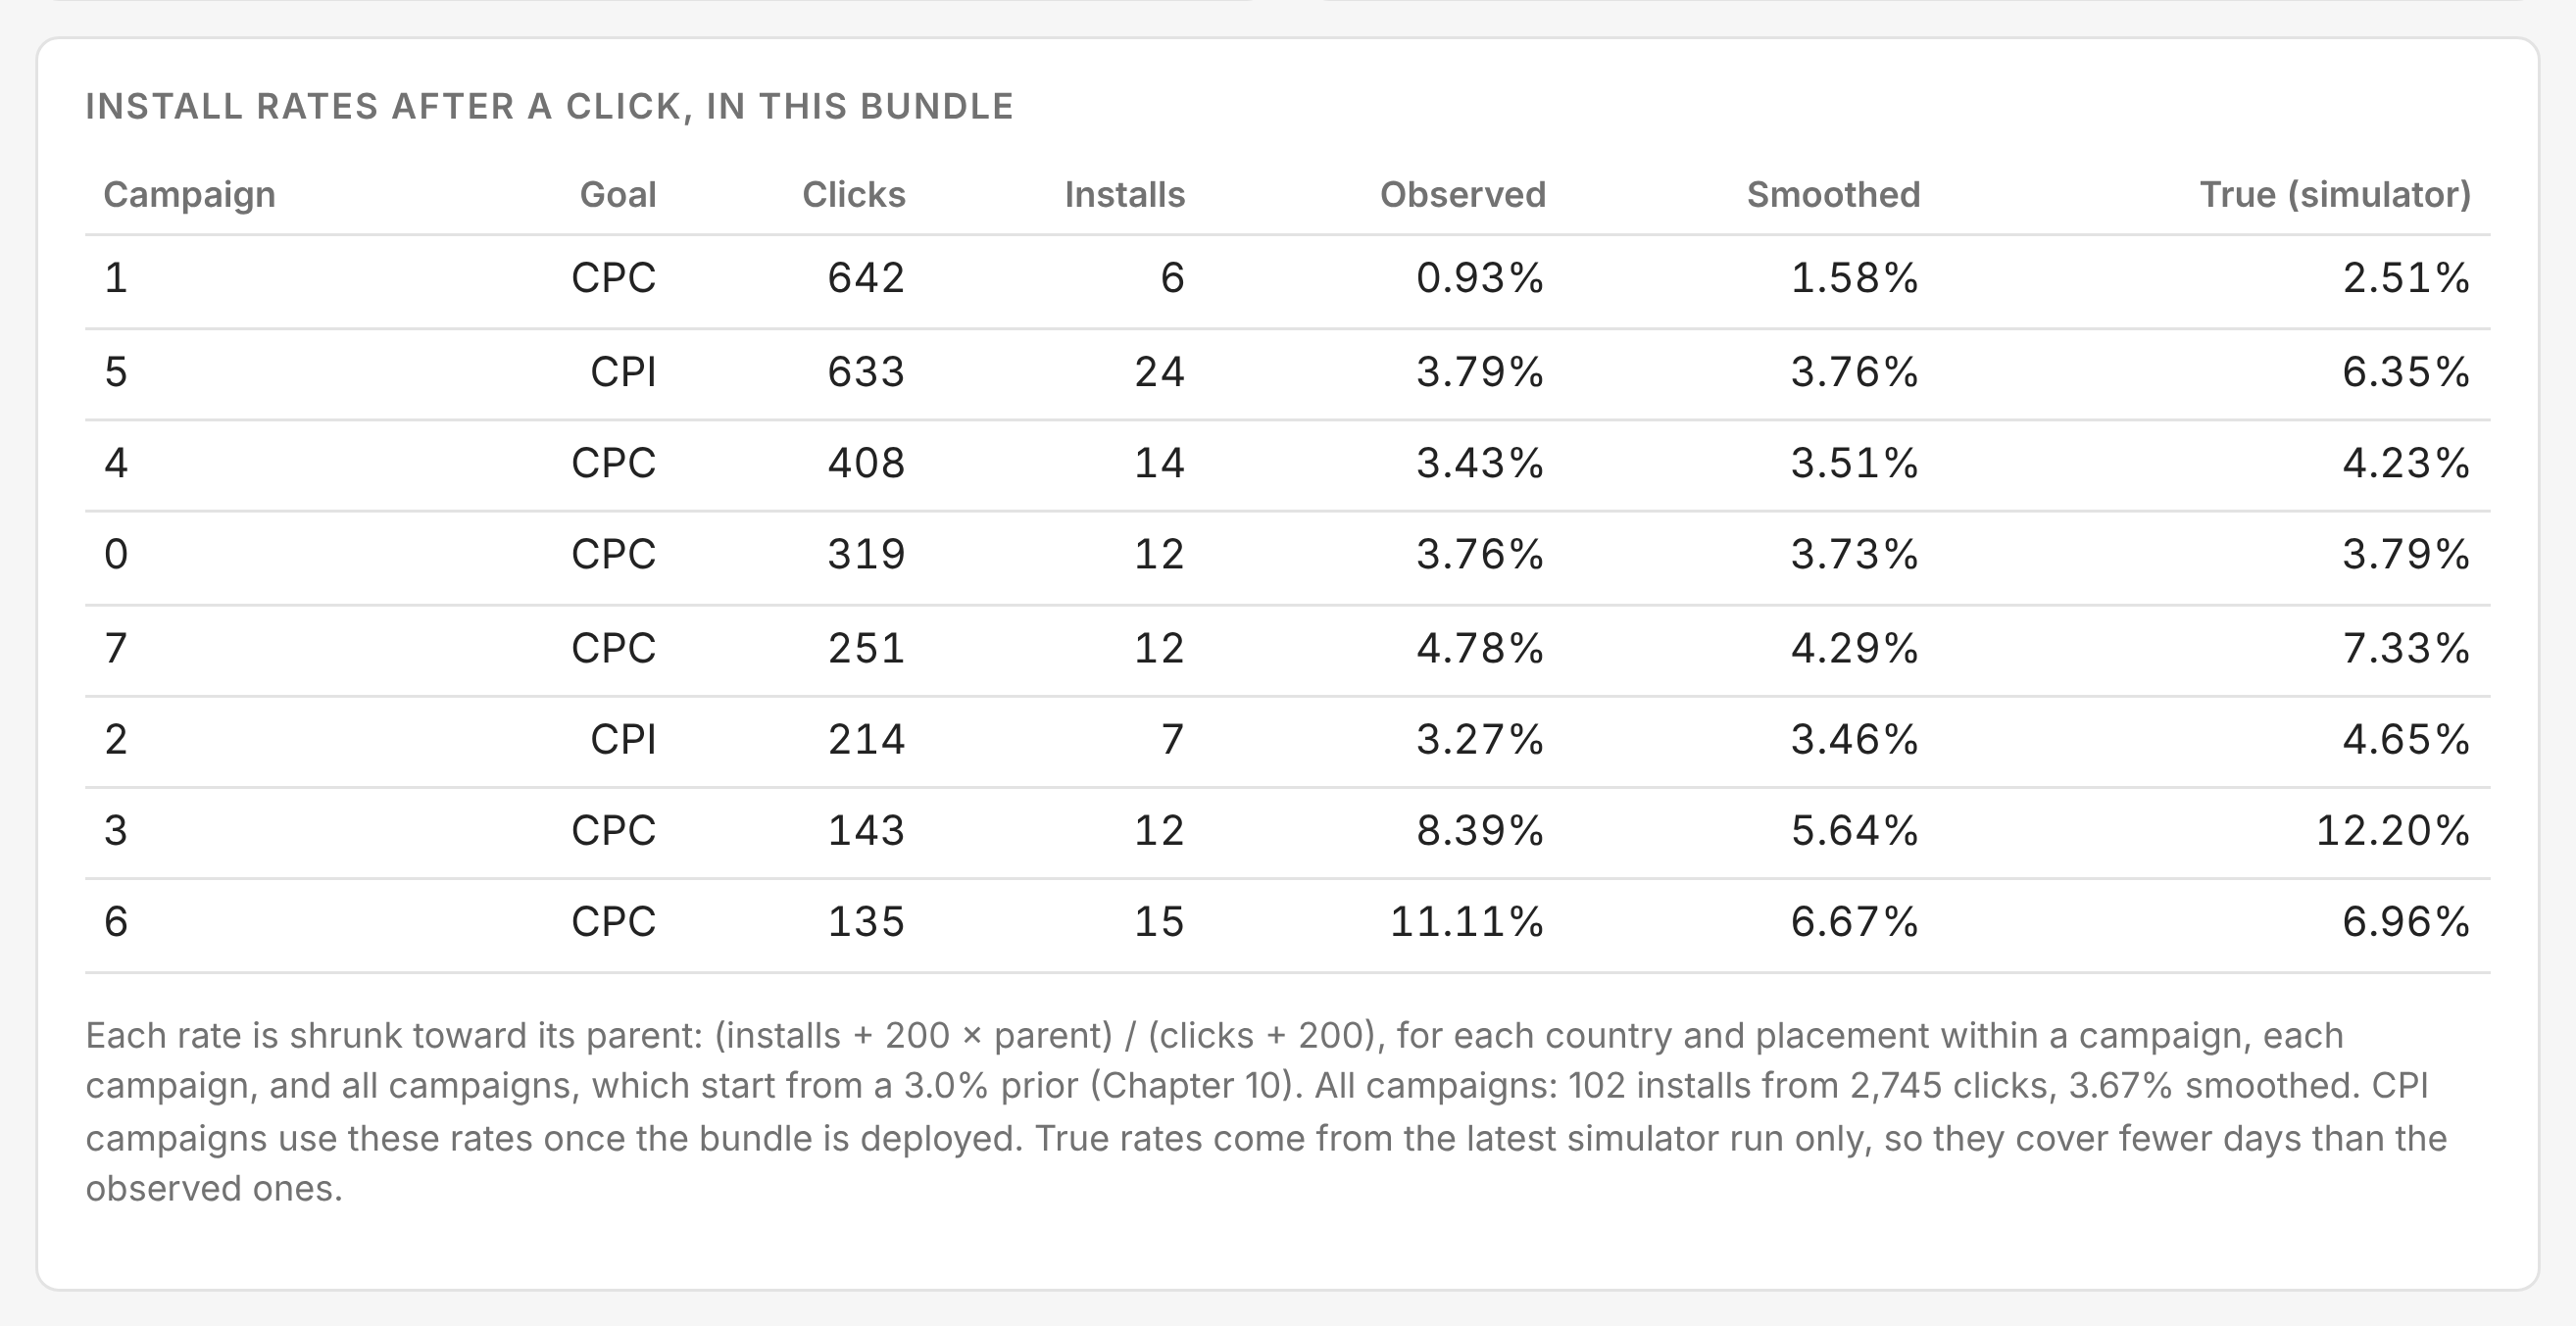 INSTALL RATES AFTER A CLICK, IN THIS BUNDLE
Campaign Goal Clicks Installs Observed Smoothed True (simulator)
1 CPC 642 6 0.93% 1.58% 2.51%
5 CPI 633 24 3.79% 3.76% 6.35%
4 CPC 408 14 3.43% 3.51% 4.23%
0 CPC 319 12 3.76% 3.73% 3.79%
7 CPC 251 12 4.78% 4.29% 7.33%
2 CPI 214 7 3.27% 3.46% 4.65%
3 CPC 143 12 8.39% 5.64% 12.20%
6 CPC 135 15 11.11% 6.67% 6.96%
Each rate is shrunk toward its parent: (installs + 200 × parent) / (clicks + 200), for each country and placement within a campaign, each
campaign, and all campaigns, which start from a 3.0% prior (Chapter 10). All campaigns: 102 installs from 2,745 clicks, 3.67% smoothed. CPI
campaigns use these rates once the bundle is deployed. True rates come from the latest simulator run only, so they cover fewer days than the
observed ones.